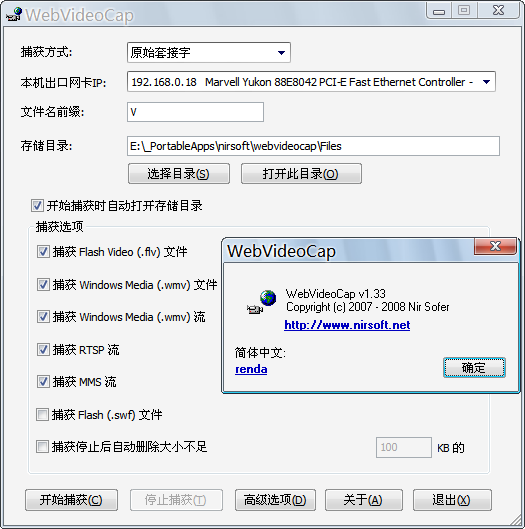 WebVideoCap
捕获方式:
原始套接字
本机出口网卡IP:
192.168.0.18 Marvell Yukon 88E8042 PCI-E Fast Ethernet Controller -
文件名前缀:
V
存储目录:
E:\_PortableApps\nirsoft\webvideocap\Files
选择目录(S)
打开此目录(O)
开始捕获时自动打开存储目录
捕获选项
捕获 Flash Video (.flv) 文件
捕获 Windows Media (.wmv) 文件
捕获 Windows Media (.wmv) 流
捕获 RTSP 流
捕获 MMS 流
捕获 Flash (.swf) 文件
捕获停止后自动删除大小不足
100
KB 的
WebVideoCap
WebVideoCap v1.33
Copyright (c) 2007 - 2008 Nir Sofer
http://www.nirsoft.net
简体中文:
renda
确定
开始捕获(C)
停止捕获(T)
高级选项(D)
关于(A)
退出(X)